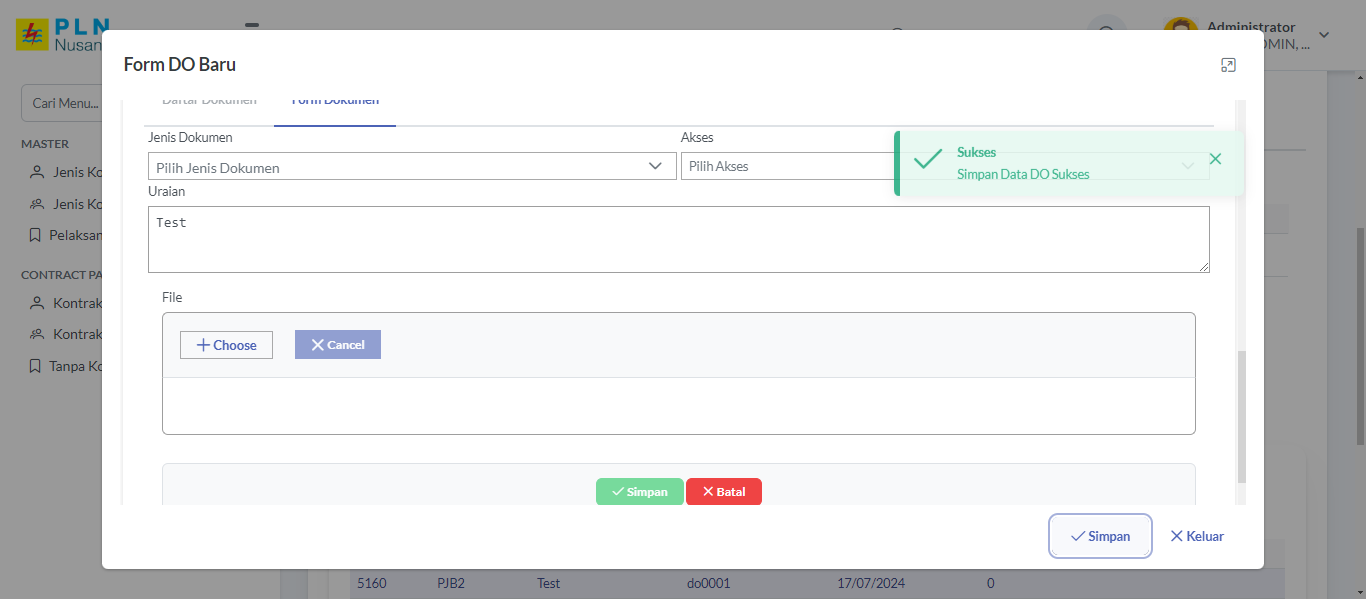 PLN
Nusan
Administrator
DMIN, ...
Form DO Baru
Cari Menu...
Daftar Dokumen
Form Dokumen
MASTER
Jenis Ko
Jenis Ko
Pelaksan
CONTRACT PA
Kontrak
Kontrak
Tanpa Ko
Jenis Dokumen
Akses
Pilih Jenis Dokumen
Pilih Akses
Sukses
Simpan Data DO Sukses
Uraian
Test
File
Choose
Cancel
Simpan
Batal
Simpan
Keluar
5160 PJB2 Test do0001 17/07/2024 0